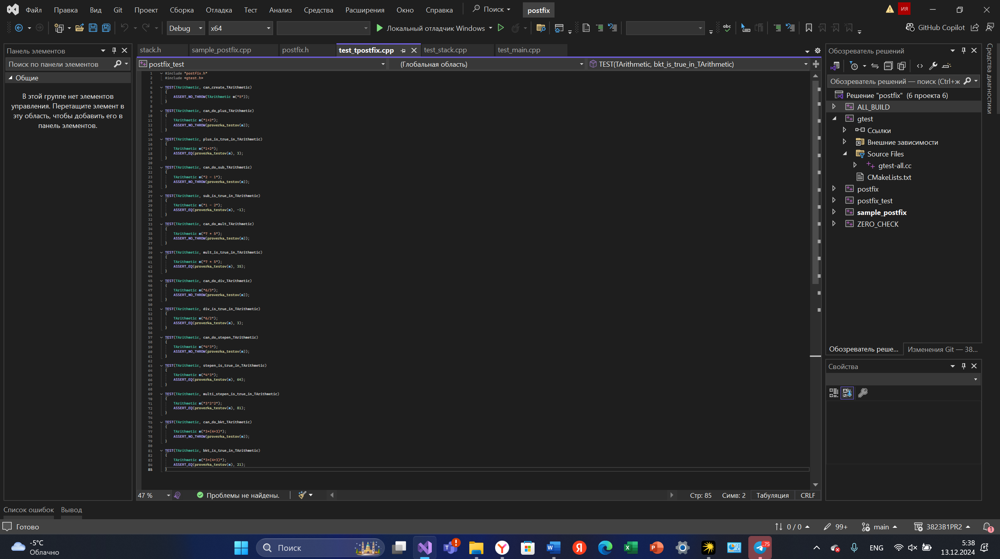 Файл Правка Вид Git Проект Сборка Отладка Тест Анализ Средства Расширения Окно Справка Поиск postfix ИЯ
Debug x64 Локальный отладчик Windows abc GitHub Copilot
Панель элементов
Поиск по панели элементов
Общие
В этой группе нет элементов
управления. Перетащите элемент в
эту область, чтобы добавить его в
панель элементов.
stack.h sample_postfix.cpp postfix.h test_tpostfix.cpp test_stack.cpp test_main.cpp
postfix_test (Глобальная область) TEST(TArithmetic, bkt_is_true_in_TArithmetic)
1 #include "postfix.h"
2 #include <gtest.h>
3
4 TEST(TArithmetic, can_create_TArithmetic)
5 {
6 ASSERT_NO_THROW(TArithmetic m("5"));
7 }
8
9 TEST(TArithmetic, can_do_plus_TArithmetic)
10 {
11 TArithmetic m("1+2");
12 ASSERT_NO_THROW(proverka_testov(m));
13 }
14
15 TEST(TArithmetic, plus_is_true_in_TArithmetic)
16 {
17 TArithmetic m("1+2");
18 ASSERT_EQ(proverka_testov(m), 3);
19 }
20
21 TEST(TArithmetic, can_do_sub_TArithmetic)
22 {
23 TArithmetic m("2 - 1");
24 ASSERT_NO_THROW(proverka_testov(m));
25 }
26
27 TEST(TArithmetic, sub_is_true_in_TArithmetic)
28 {
29 TArithmetic m("1 - 2");
30 ASSERT_EQ(proverka_testov(m), -1);
31 }
32
33 TEST(TArithmetic, can_do_mult_TArithmetic)
34 {
35 TArithmetic m("7 * 5");
36 ASSERT_NO_THROW(proverka_testov(m));
37 }
38
39 TEST(TArithmetic, mult_is_true_in_TArithmetic)
40 {
41 TArithmetic m("7 * 5");
42 ASSERT_EQ(proverka_testov(m), 35);
43 }
44
45 TEST(TArithmetic, can_do_div_TArithmetic)
46 {
47 TArithmetic m("6/3");
48 ASSERT_NO_THROW(proverka_testov(m));
49 }
50
51 TEST(TArithmetic, div_is_true_in_TArithmetic)
52 {
53 TArithmetic m("6/2");
54 ASSERT_EQ(proverka_testov(m), 3);
55 }
56
57 TEST(TArithmetic, can_do_stepen_TArithmetic)
58 {
59 TArithmetic m("4^3");
60 ASSERT_NO_THROW(proverka_testov(m));
61 }
62
63 TEST(TArithmetic, stepen_is_true_in_TArithmetic)
64 {
65 TArithmetic m("4^3");
66 ASSERT_EQ(proverka_testov(m), 64);
67 }
68
69 TEST(TArithmetic, multi_stepen_is_true_in_TArithmetic)
70 {
71 TArithmetic m("3^2^2");
72 ASSERT_EQ(proverka_testov(m), 81);
73 }
74
75 TEST(TArithmetic, can_do_bkt_TArithmetic)
76 {
77 TArithmetic m("3*(4+3)");
78 ASSERT_NO_THROW(proverka_testov(m));
79 }
80
81 TEST(TArithmetic, bkt_is_true_in_TArithmetic)
82 {
83 TArithmetic m("3*(4+3)");
84 ASSERT_EQ(proverka_testov(m), 21);
85 }
47 % Проблемы не найдены. Стр: 85 Симв: 2 Табуляция CRLF
Обозреватель решений
Обозреватель решений — поиск (Ctrl+ж
Решение "postfix" (6 проекта 6)
ALL_BUILD
gtest
Ссылки
Внешние зависимости
Source Files
gtest-all.cc
CMakeLists.txt
postfix
postfix_test
sample_postfix
ZERO_CHECK
Обозреватель реше... Изменения Git — 38...
Свойства
Средства диагностики
Список ошибок Вывод
Готово 0 / 0 99+ main 3823B1PR2 1
-5°C
Облачно
Поиск
..75
ENG
5:38
13.12.2024